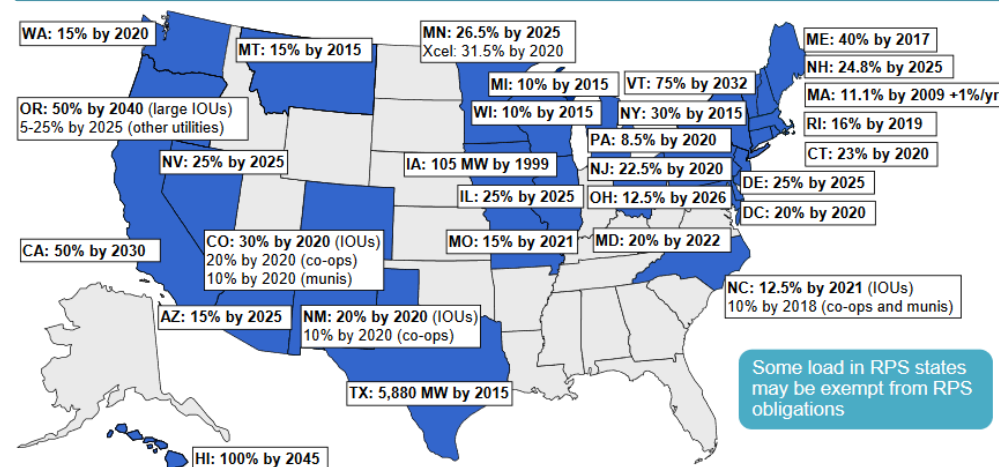 WA: 15% by 2020
MT: 15% by 2015
MN: 26.5% by 2025
Xcel: 31.5% by 2020
ME: 40% by 2017
NH: 24.8% by 2025
MI: 10% by 2015
VT: 75% by 2032
MA: 11.1% by 2009 +1%/yr
OR: 50% by 2040 (large IOUs)
5-25% by 2025 (other utilities)
WI: 10% by 2015
NY: 30% by 2015
RI: 16% by 2019
PA: 8.5% by 2020
CT: 23% by 2020
NV: 25% by 2025
IA: 105 MW by 1999
NJ: 22.5% by 2020
DE: 25% by 2025
IL: 25% by 2025
OH: 12.5% by 2026
DC: 20% by 2020
CA: 50% by 2030
CO: 30% by 2020 (IOUs)
20% by 2020 (co-ops)
10% by 2020 (munis)
MO: 15% by 2021
MD: 20% by 2022
NC: 12.5% by 2021 (IOUs)
10% by 2018 (co-ops and munis)
AZ: 15% by 2025
NM: 20% by 2020 (IOUs)
10% by 2020 (co-ops)
TX: 5,880 MW by 2015
Some load in RPS states
may be exempt from RPS
obligations
HI: 100% by 2045